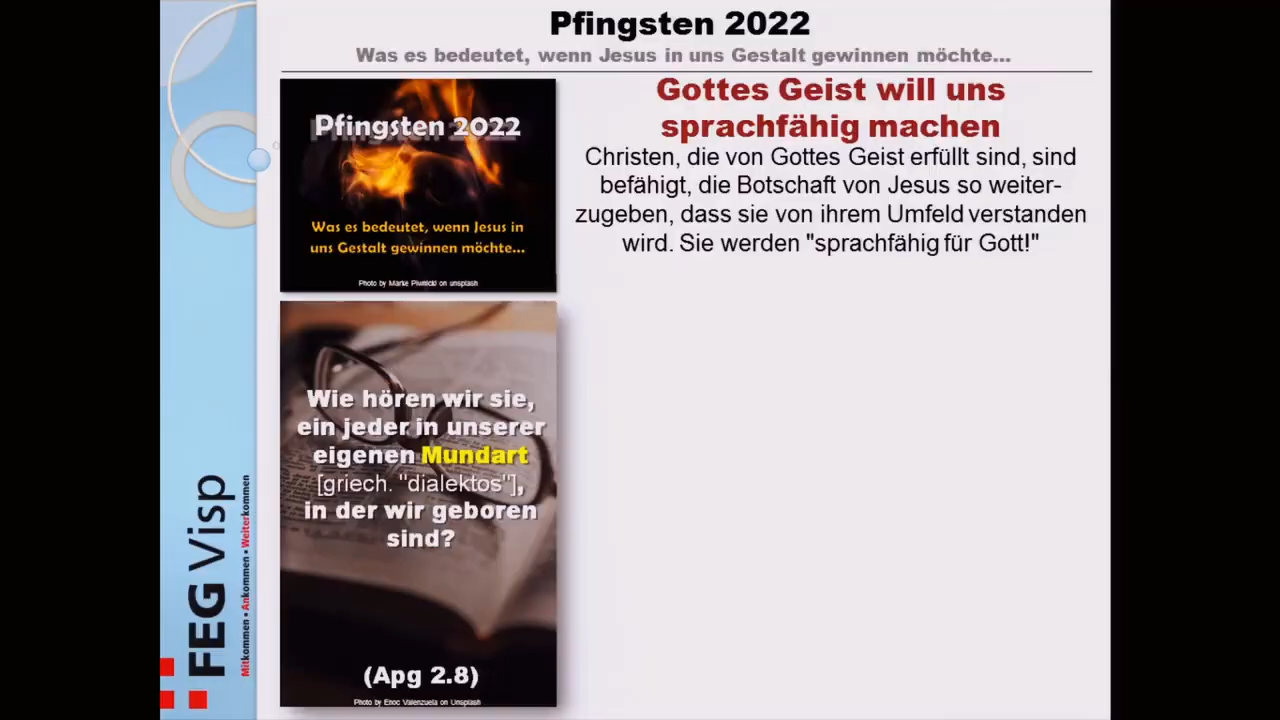 Pfingsten 2022
Was es bedeutet, wenn Jesus in uns Gestalt gewinnen möchte...
Pfingsten 2022
Was es bedeutet, wenn Jesus in
uns Gestalt gewinnen möchte...
Photo by Marke Piwnicki on unsplash
Gottes Geist will uns
sprachfähig machen
Christen, die von Gottes Geist erfüllt sind, sind
befähigt, die Botschaft von Jesus so weiter-
zugeben, dass sie von ihrem Umfeld verstanden
wird. Sie werden "sprachfähig für Gott!"
Wie hören wir sie,
ein jeder in unserer
eigenen Mundart
[griech. "dialektos"],
in der wir geboren
sind?
(Apg 2.8)
Photo by Enoc Valenzuela on Unsplash
FEG Visp
Mitkommen • Ankommen • Weiterkommen